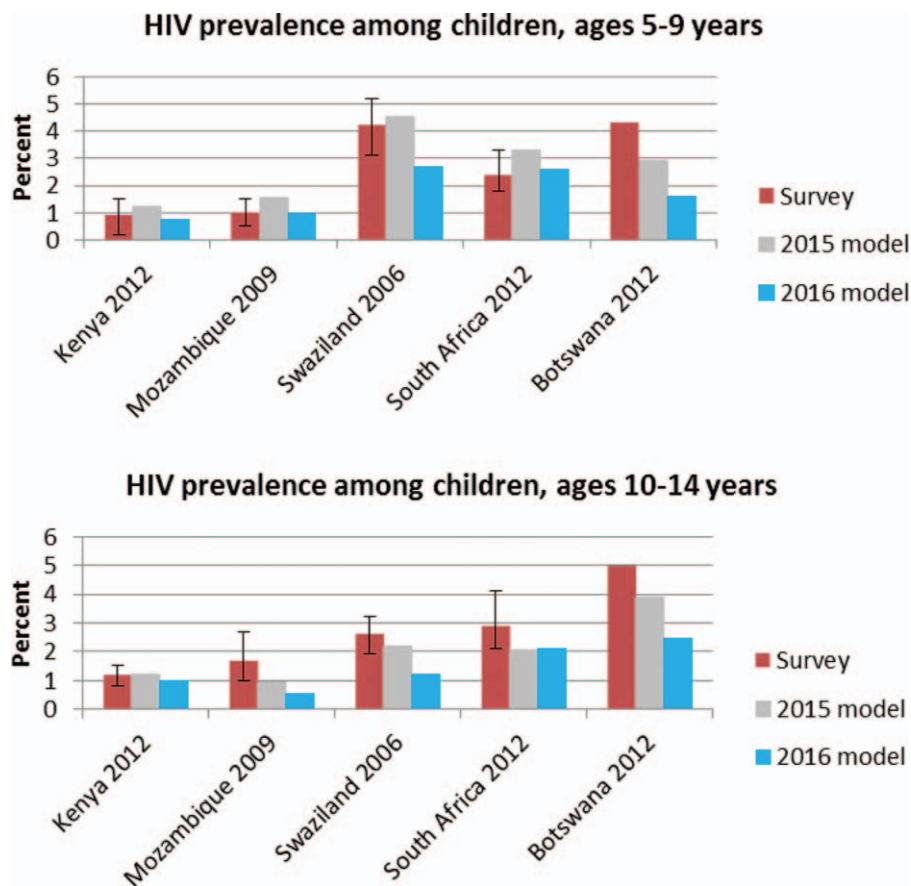 HIV prevalence among children, ages 5-9 years
Percent
6
5
4
3
2
1
0
Kenya 2012
Mozambique 2009
Swaziland 2006
South Africa 2012
Botswana 2012
Survey
2015 model
2016 model
HIV prevalence among children, ages 10-14 years
Percent
6
5
4
3
2
1
0
Kenya 2012
Mozambique 2009
Swaziland 2006
South Africa 2012
Botswana 2012
Survey
2015 model
2016 model